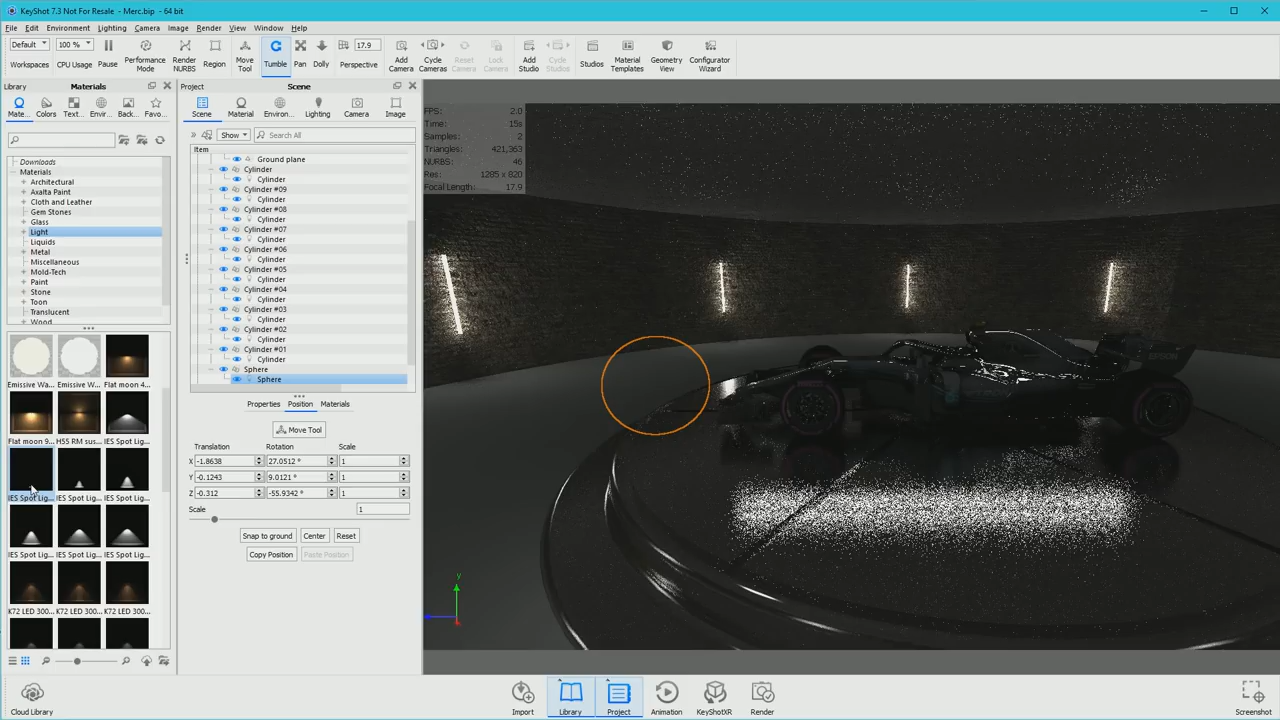 KeyShot 7.3 Not For Resale - Merc.bip - 64 bit
File Edit Environment Lighting Camera Image Render View Window Help
Default 100 % 17.9
Workspaces CPU Usage Pause Performance Mode Render NURBS Region Move Tool Tumble Pan Dolly Perspective Add Camera Cycle Cameras Reset Camera Lock Camera Add Studio Cycle Studios Studios Material Templates Geometry View Configurator Wizard
Library Materials
Mate... Colors Text... Envir... Back... Favo...
Downloads
Materials
Architectural
Axalta Paint
Cloth and Leather
Gem Stones
Glass
Light
Liquids
Metal
Miscellaneous
Mold-Tech
Paint
Stone
Toon
Translucent
Wood
Emissive Wa... Emissive W... Flat moon 4...
Flat moon 9... H55 RM sus... IES Spot Lig...
IES Spot Lig... IES Spot Lig... IES Spot Lig...
IES Spot Lig... IES Spot Lig... IES Spot Lig...
K72 LED 300... K72 LED 300... K72 LED 300...
Project Scene
Scene Material Environ... Lighting Camera Image
Show Search All
Item
Ground plane
Cylinder
Cylinder
Cylinder #09
Cylinder
Cylinder #08
Cylinder
Cylinder #07
Cylinder
Cylinder #06
Cylinder
Cylinder #05
Cylinder
Cylinder #04
Cylinder
Cylinder #03
Cylinder
Cylinder #02
Cylinder
Cylinder #01
Cylinder
Sphere
Sphere
Properties Position Materials
Move Tool
Translation Rotation Scale
X -1.8638 27.0512 ° 1
Y -0.1243 9.0121 ° 1
Z -0.312 -55.9342 ° 1
Scale 1
Snap to ground Center Reset
Copy Position Paste Position
FPS: 2.0
Time: 15s
Samples: 2
Triangles: 421,363
NURBS: 46
Res: 1285 x 820
Focal Length: 17.9
EPSON
y
Cloud Library Import Library Project Animation KeyShotXR Render Screenshot